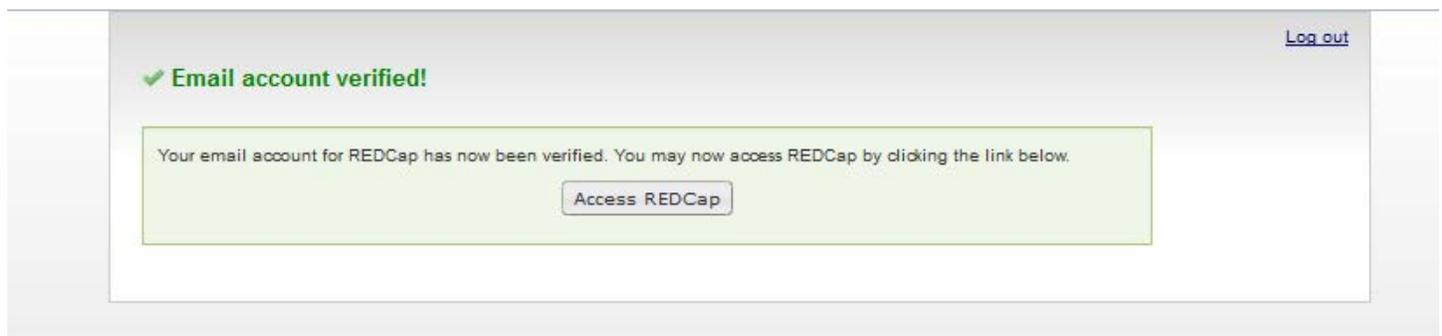 Log out
Email account verified!
Your email account for REDCap has now been verified. You may now access REDCap by clicking the link below.
Access REDCap